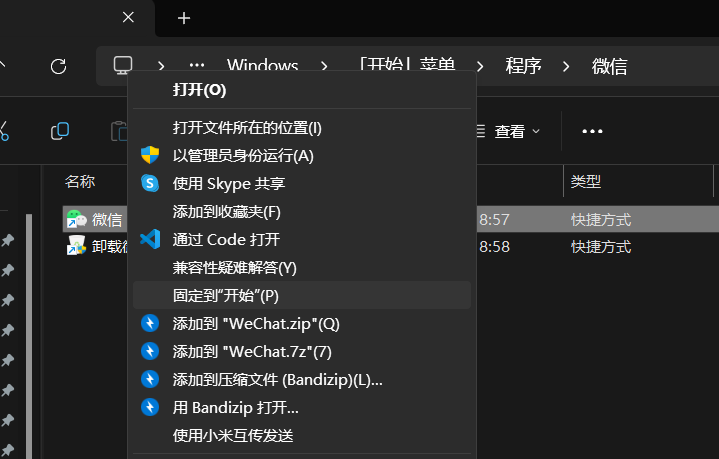 Windows
「开始」菜单
程序
微信
打开(O)
打开文件所在的位置(I)
查看
以管理员身份运行(A)
名称
使用 Skype 共享
类型
添加到收藏夹(F)
微信
8:57
快捷方式
通过 Code 打开
卸载
8:58
快捷方式
兼容性疑难解答(Y)
固定到"开始"(P)
添加到 "WeChat.zip"(Q)
添加到 "WeChat.7z"(7)
添加到压缩文件 (Bandizip)(L)...
用 Bandizip 打开...
使用小米互传发送